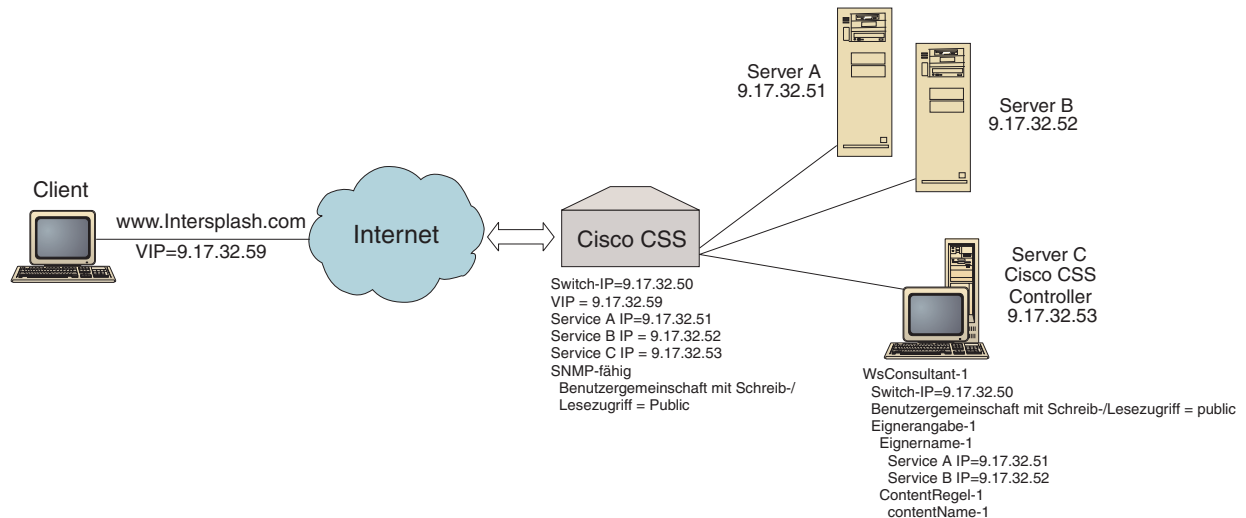 Client
www.Intersplash.com
VIP=9.17.32.59
Internet
Cisco CSS
Switch-IP=9.17.32.50
VIP = 9.17.32.59
Service A IP=9.17.32.51
Service B IP = 9.17.32.52
Service C IP = 9.17.32.53
SNMP-fähig
Benutzergemeinschaft mit Schreib-/
Lesezugriff = Public
Server A
9.17.32.51
Server B
9.17.32.52
Server C
Cisco CSS
Controller
9.17.32.53
WsConsultant-1
Switch-IP=9.17.32.50
Benutzergemeinschaft mit Schreib-/Lesezugriff = public
Eignerangabe-1
Eignername-1
Service A IP=9.17.32.51
Service B IP=9.17.32.52
ContentRegel-1
contentName-1